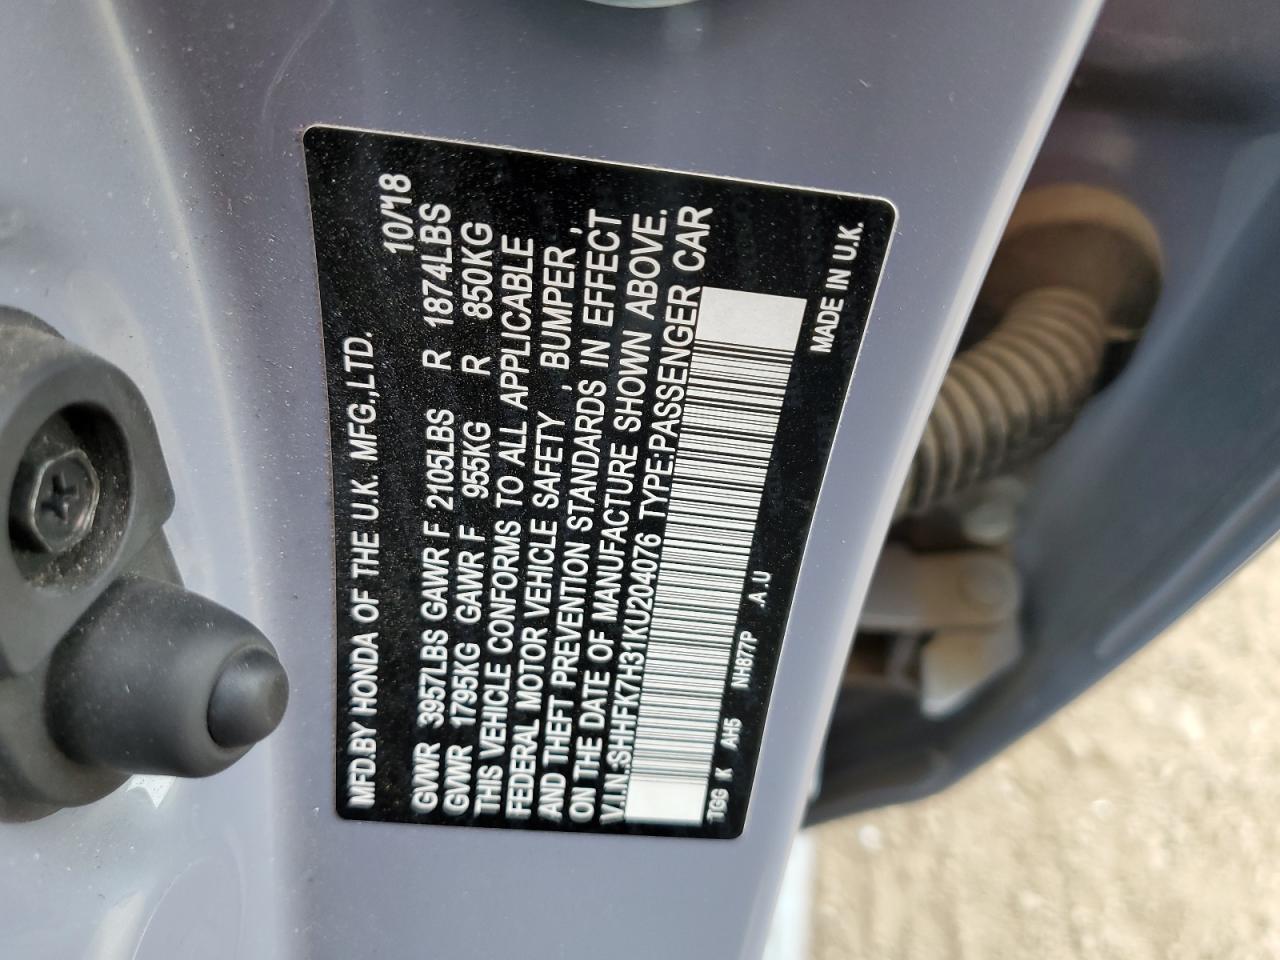 MFD.BY HONDA OF THE U.K. MFG.,LTD.
10/'18
GVWR 3957LBS GAWR F 2105LBS R 1874LBS
GVWR 1795KG GAWR F 955KG R 850KG
THIS VEHICLE CONFORMS TO ALL APPLICABLE
FEDERAL MOTOR VEHICLE SAFETY , BUMPER ,
AND THEFT PREVENTION STANDARDS IN EFFECT
ON THE DATE OF MANUFACTURE SHOWN ABOVE.
V.I.N.:SHHFK7H31KU204076 TYPE:PASSENGER CAR
TGG K AH5 NH877P .A.U
MADE IN U.K.